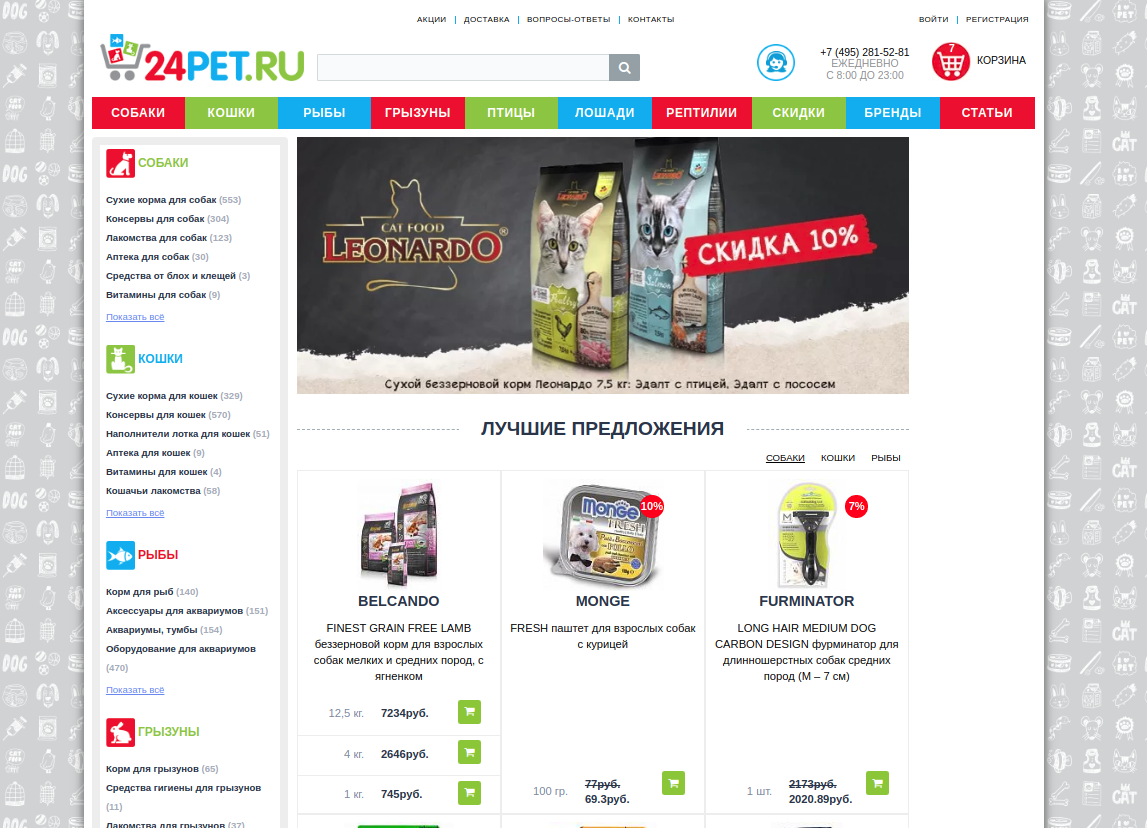 АКЦИИ | ДОСТАВКА | ВОПРОСЫ-ОТВЕТЫ | КОНТАКТЫ
ВОЙТИ | РЕГИСТРАЦИЯ
24PET.RU
+7 (495) 281-52-81
ЕЖЕДНЕВНО
С 8:00 ДО 23:00
7
КОРЗИНА
СОБАКИ КОШКИ РЫБЫ ГРЫЗУНЫ ПТИЦЫ ЛОШАДИ РЕПТИЛИИ СКИДКИ БРЕНДЫ СТАТЬИ
СОБАКИ
Сухие корма для собак (553)
Консервы для собак (304)
Лакомства для собак (123)
Аптека для собак (30)
Средства от блох и клещей (3)
Витамины для собак (9)
Показать всё
КОШКИ
Сухие корма для кошек (329)
Консервы для кошек (570)
Наполнители лотка для кошек (51)
Аптека для кошек (9)
Витамины для кошек (4)
Кошачьи лакомства (58)
Показать всё
РЫБЫ
Корм для рыб (140)
Аксессуары для аквариумов (151)
Аквариумы, тумбы (154)
Оборудование для аквариумов
(470)
Показать всё
ГРЫЗУНЫ
Корм для грызунов (65)
Средства гигиены для грызунов
(11)
Лакомства для грызунов (37)
CAT FOOD
LEONARDO®
СКИДКА 10%
Сухой беззерновой корм Леонардо 7,5 кг: Эдалт с птицей, Эдалт с лососем
ЛУЧШИЕ ПРЕДЛОЖЕНИЯ
СОБАКИ КОШКИ РЫБЫ
BELCANDO
FINEST GRAIN FREE LAMB
беззерновой корм для взрослых
собак мелких и средних пород, с
ягненком
12,5 кг. 7234руб.
4 кг. 2646руб.
1 кг. 745руб.
10%
Monge
FRESH
MONGE
FRESH паштет для взрослых собак
с курицей
100 гр. 77руб.
69.3руб.
7%
FURMINATOR
LONG HAIR MEDIUM DOG
CARBON DESIGN фурминатор для
длинношерстных собак средних
пород (M – 7 см)
1 шт. 2173руб.
2020.89руб.